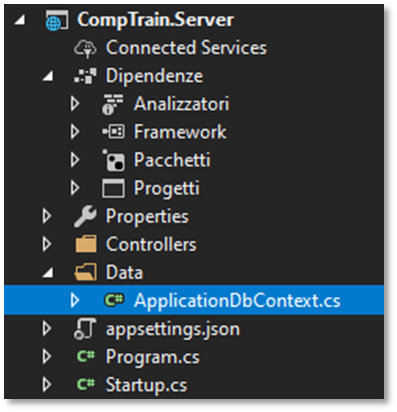 CompTrain.Server
Connected Services
Dipendenze
Analizzatori
Framework
Pacchetti
Progetti
Properties
Controllers
Data
C# ApplicationDbContext.cs
appsettings.json
C# Program.cs
C# Startup.cs